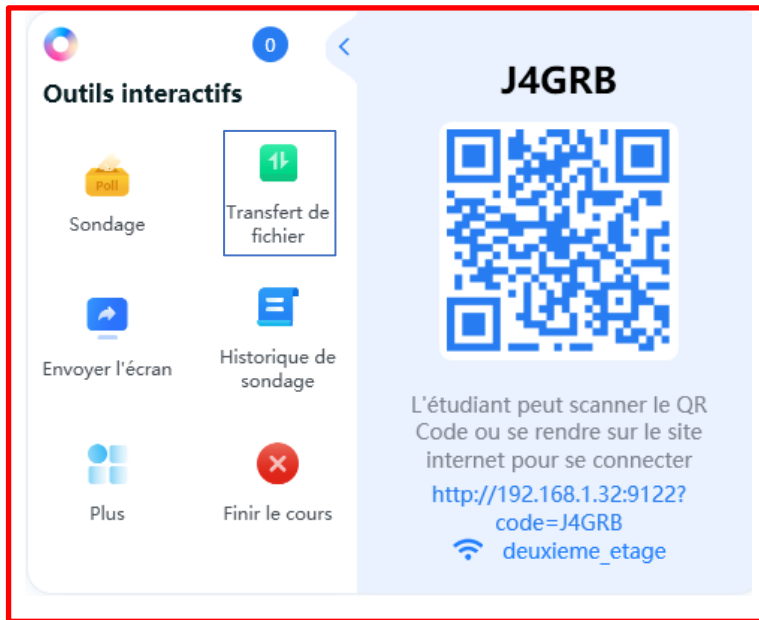 0
Outils interactifs
Poll
Sondage
Transfert de
fichier
Envoyer l'écran
Historique de
sondage
Plus
Finir le cours
J4GRB
L'étudiant peut scanner le QR
Code ou se rendre sur le site
internet pour se connecter
http://192.168.1.32:9122?
code=J4GRB
deuxieme_etage